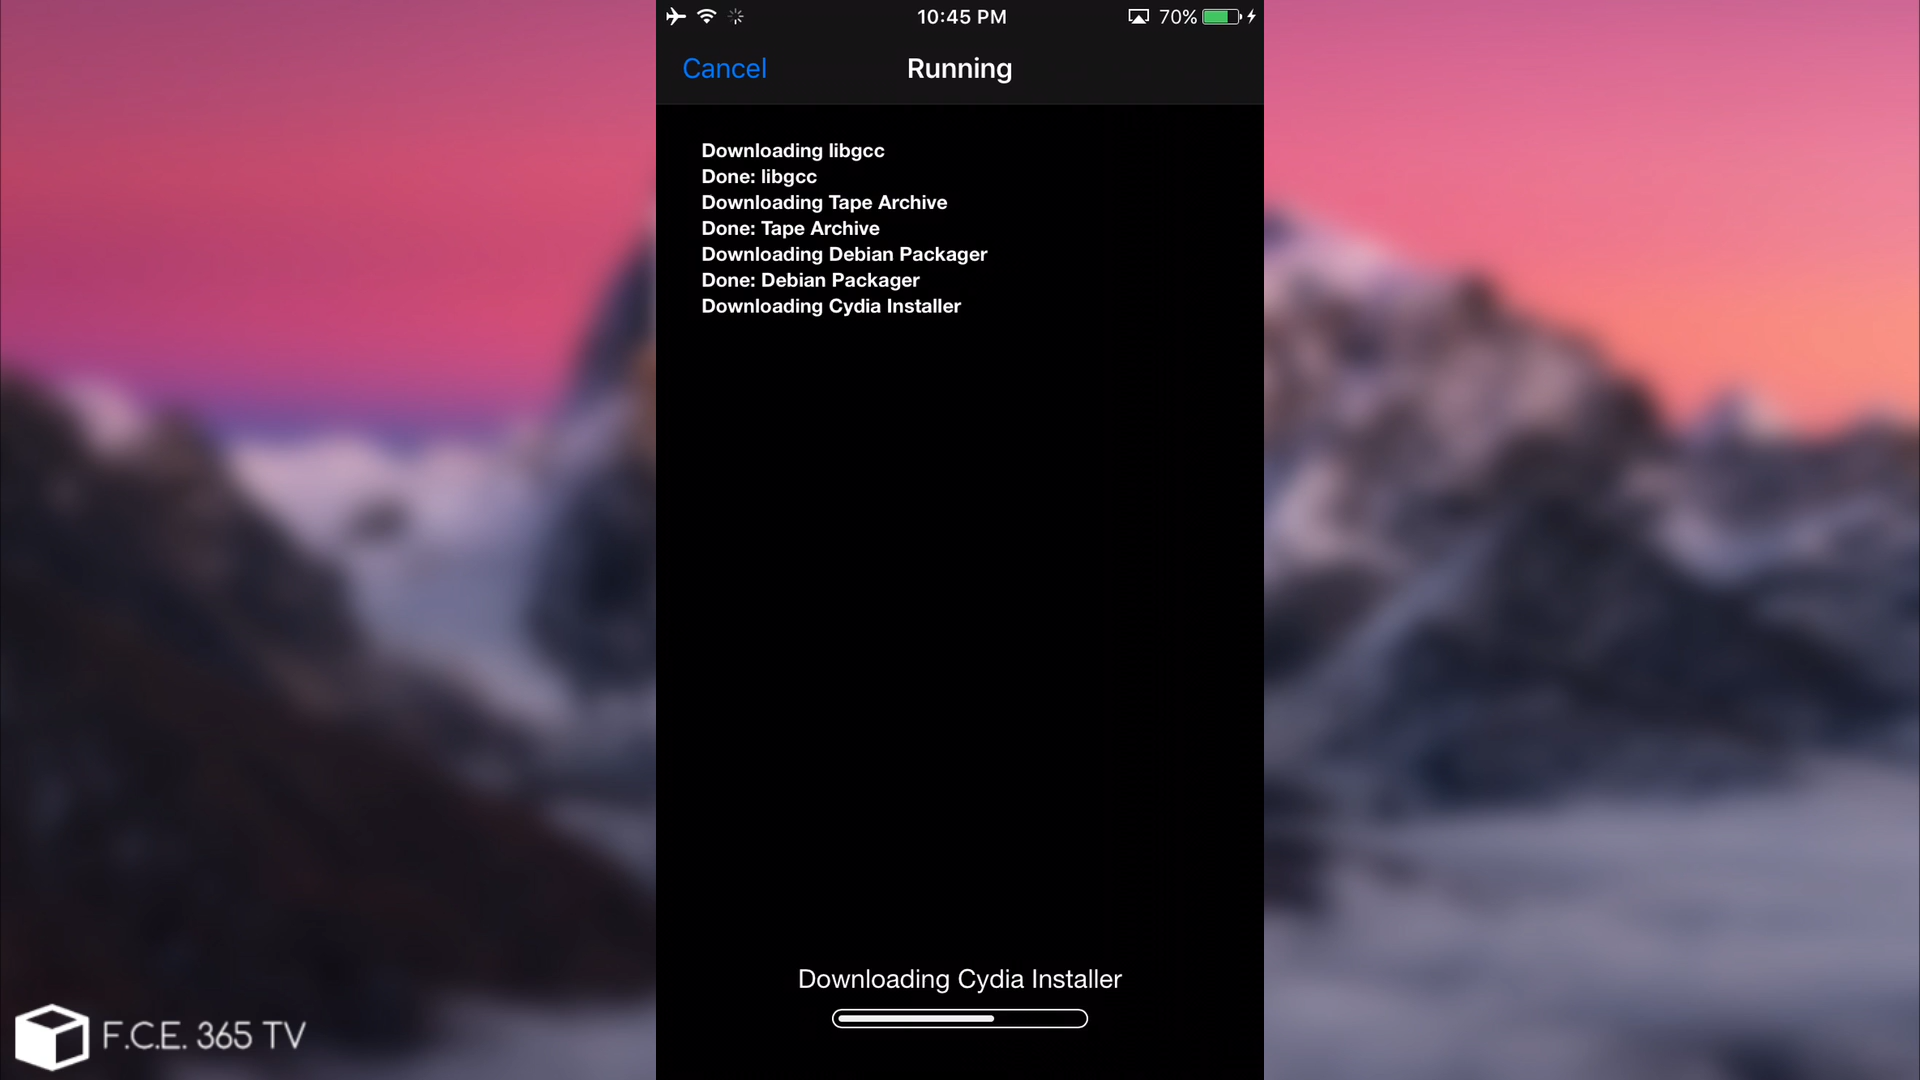 10:45 PM
70%
Cancel
Running
Downloading libgcc
Done: libgcc
Downloading Tape Archive
Done: Tape Archive
Downloading Debian Packager
Done: Debian Packager
Downloading Cydia Installer
Downloading Cydia Installer
F.C.E. 365 TV